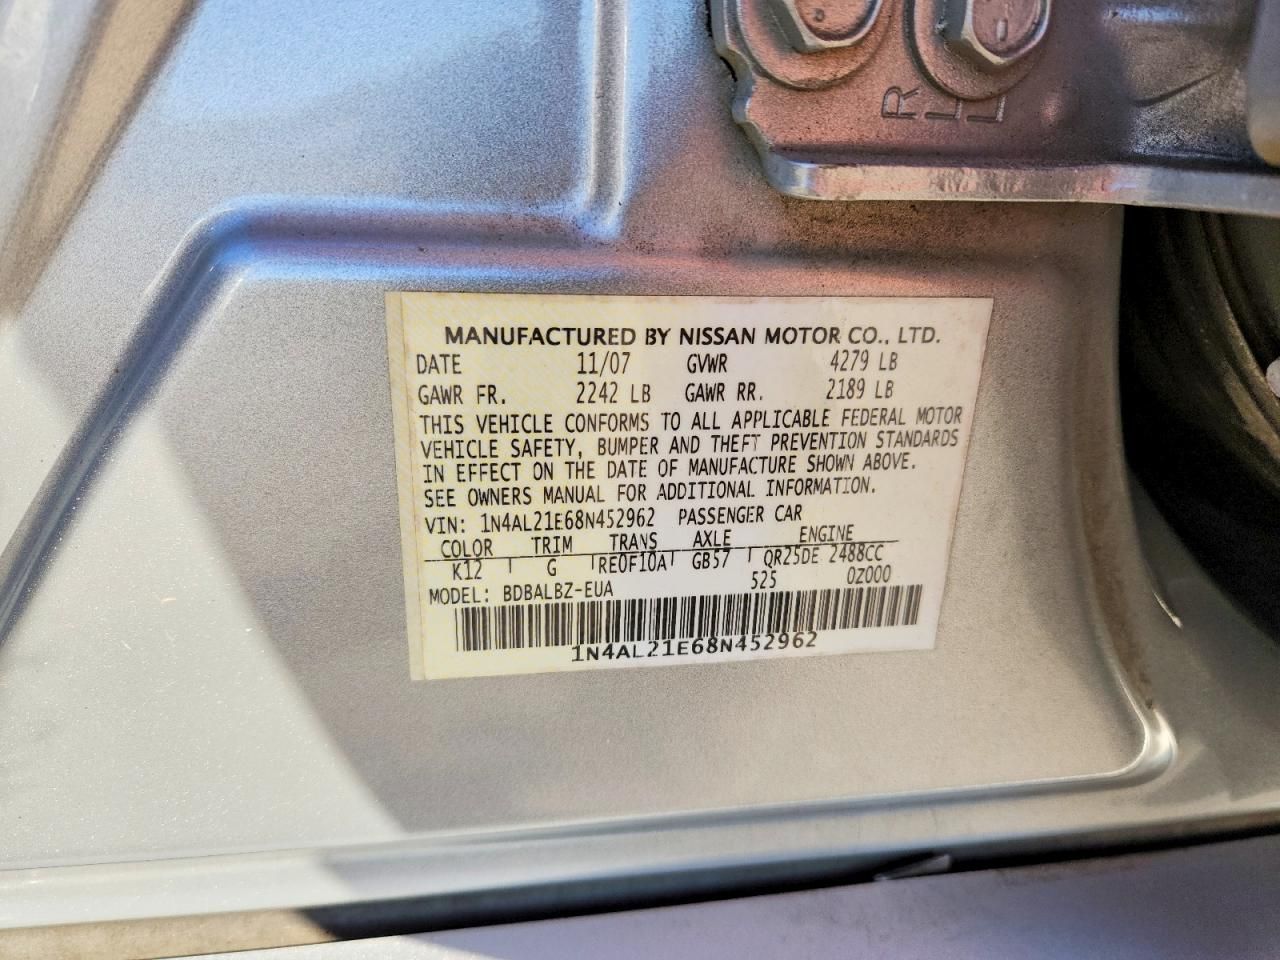 R
L L
MANUFACTURED BY NISSAN MOTOR CO., LTD.
DATE 11/07 GVWR 4279 LB
GAWR FR. 2242 LB GAWR RR. 2189 LB
THIS VEHICLE CONFORMS TO ALL APPLICABLE FEDERAL MOTOR
VEHICLE SAFETY, BUMPER AND THEFT PREVENTION STANDARDS
IN EFFECT ON THE DATE OF MANUFACTURE SHOWN ABOVE.
SEE OWNERS MANUAL FOR ADDITIONAL INFORMATION.
VIN: 1N4AL21E68N452962 PASSENGER CAR
COLOR TRIM TRANS AXLE ENGINE
K12 G RE0F10A GB57 QR25DE 2488CC
MODEL: BDBALBZ-EUA 525 0Z000
1N4AL21E68N452962